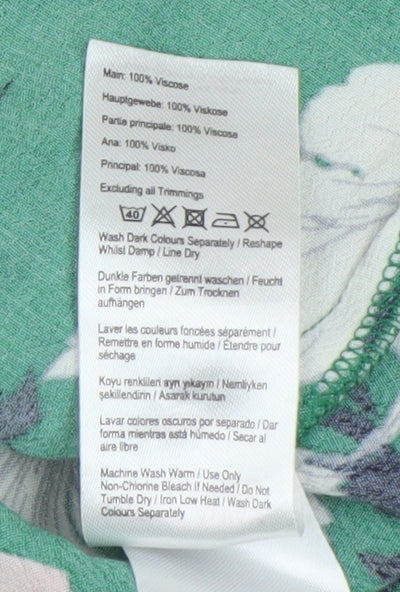 Main: 100% Viscose
Hauptgewebe: 100% Viskose
Partie principale: 100% Viscose
Ana: 100% Visko
Principal: 100% Viscosa
Excluding all Trimmings
40
Wash Dark Colours Separately / Reshape
Whilst Damp / Line Dry
Dunkle Farben getrennt waschen / Feucht
in Form bringen / Zum Trocknen
aufhängen
Laver les couleurs foncées séparément /
Remettre en forme humide / Étendre pour
séchage
Koyu renklileri ayrı yıkayın / Nemliyken
şekillendirin / Asarak kurutun
Lavar colores oscuros por separado / Dar
forma mientras está húmedo / Secar al
aire libre
Machine Wash Warm / Use Only
Non-Chlorine Bleach if Needed / Do Not
Tumble Dry / Iron Low Heat / Wash Dark
Colours Separately